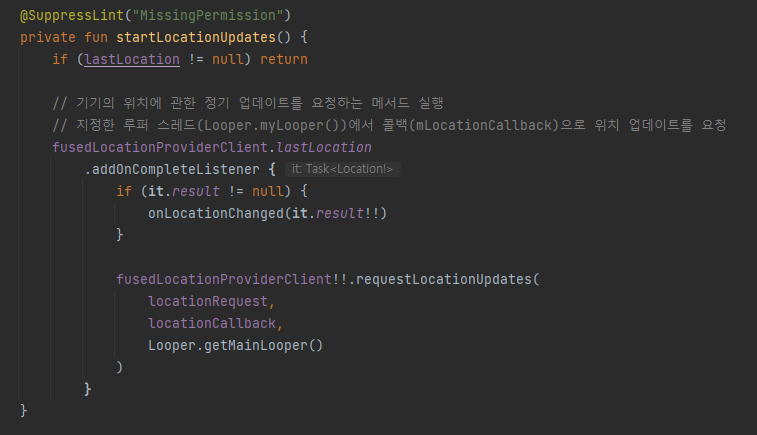 @SuppressLint("MissingPermission")
private fun startLocationUpdates() {
if (lastLocation != null) return
// 기기의 위치에 관한 정기 업데이트를 요청하는 메서드 실행
// 지정한 루퍼 스레드(Looper.myLooper())에서 콜백(mLocationCallback)으로 위치 업데이트를 요청
fusedLocationProviderClient.lastLocation
.addOnCompleteListener { it: Task<Location!>
if (it.result != null) {
onLocationChanged(it.result!!)
}
fusedLocationProviderClient!!.requestLocationUpdates(
locationRequest,
locationCallback,
Looper.getMainLooper()
)
}
}